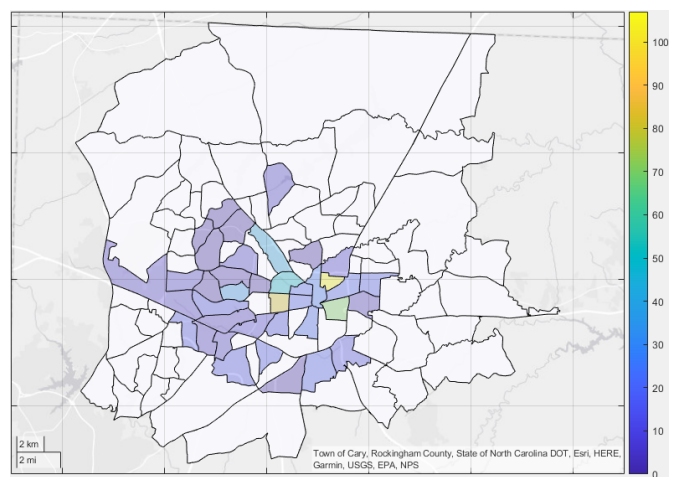 100
90
80
70
60
50
40
30
20
10
0
2 km
2 mi
Town of Cary, Rockingham County, State of North Carolina DOT, Esri, HERE,
Garmin, USGS, EPA, NPS